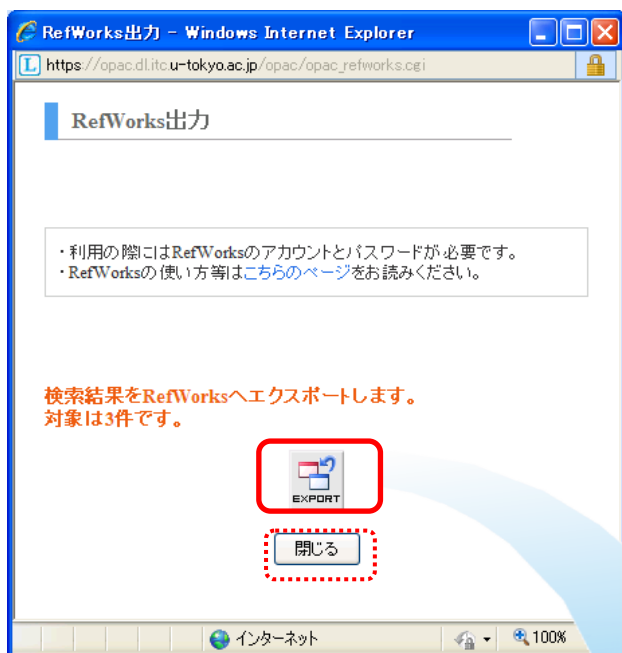 RefWorks出力 - Windows Internet Explorer
https://opac.dl.itc.u-tokyo.ac.jp/opac/opac_refworks.cgi
RefWorks出力
・利用の際にはRefWorksのアカウントとパスワードが必要です。
・RefWorksの使い方等はこちらのページをお読みください。
検索結果をRefWorksへエクスポートします。
対象は3件です。
EXPORT
閉じる
インターネット
100%